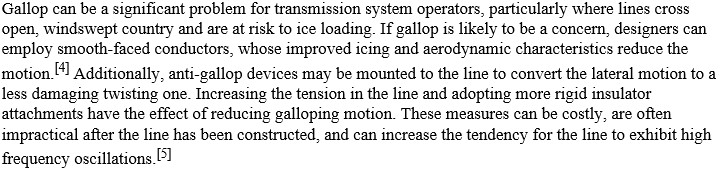 Gallop can be a significant problem for transmission system operators, particularly where lines cross
open, windswept country and are at risk to ice loading. If gallop is likely to be a concern, designers can
employ smooth-faced conductors, whose improved icing and aerodynamic characteristics reduce the
motion.[4] Additionally, anti-gallop devices may be mounted to the line to convert the lateral motion to a
less damaging twisting one. Increasing the tension in the line and adopting more rigid insulator
attachments have the effect of reducing galloping motion. These measures can be costly, are often
impractical after the line has been constructed, and can increase the tendency for the line to exhibit high
frequency oscillations.[5]